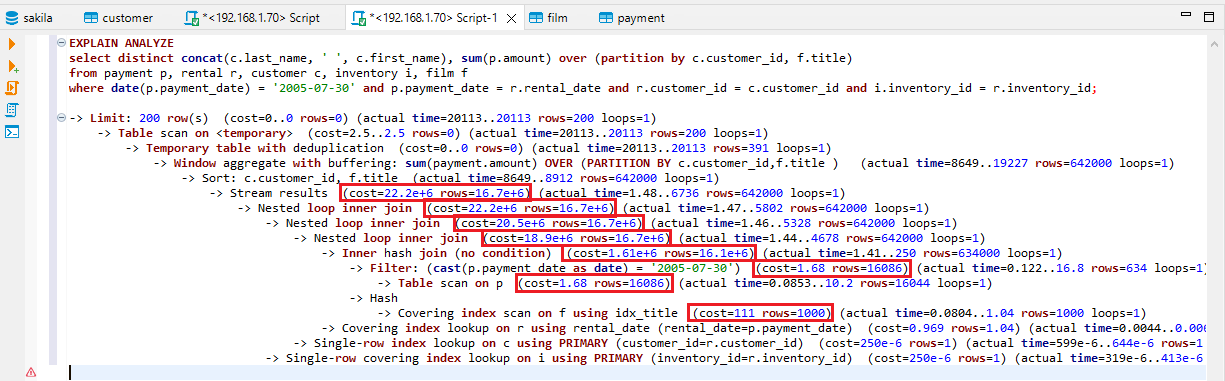 sakila customer *<192.168.1.70> Script *<192.168.1.70> Script-1 film payment
EXPLAIN ANALYZE
select distinct concat(c.last_name, ' ', c.first_name), sum(p.amount) over (partition by c.customer_id, f.title)
from payment p, rental r, customer c, inventory i, film f
where date(p.payment_date) = '2005-07-30' and p.payment_date = r.rental_date and r.customer_id = c.customer_id and i.inventory_id = r.inventory_id;
-> Limit: 200 row(s) (cost=0..0 rows=0) (actual time=20113..20113 rows=200 loops=1)
-> Table scan on <temporary> (cost=2.5..2.5 rows=0) (actual time=20113..20113 rows=200 loops=1)
-> Temporary table with deduplication (cost=0..0 rows=0) (actual time=20113..20113 rows=391 loops=1)
-> Window aggregate with buffering: sum(payment.amount) OVER (PARTITION BY c.customer_id,f.title ) (actual time=8649..19227 rows=642000 loops=1)
-> Sort: c.customer_id, f.title (actual time=8649..8912 rows=642000 loops=1)
-> Stream results (cost=22.2e+6 rows=16.7e+6) (actual time=1.48..6736 rows=642000 loops=1)
-> Nested loop inner join (cost=22.2e+6 rows=16.7e+6) (actual time=1.47..5802 rows=642000 loops=1)
-> Nested loop inner join (cost=20.5e+6 rows=16.7e+6) (actual time=1.46..5328 rows=642000 loops=1)
-> Nested loop inner join (cost=18.9e+6 rows=16.7e+6) (actual time=1.44..4678 rows=642000 loops=1)
-> Inner hash join (no condition) (cost=1.61e+6 rows=16.1e+6) (actual time=1.41..250 rows=634000 loops=1)
-> Filter: (cast(p.payment_date as date) = '2005-07-30') (cost=1.68 rows=16086) (actual time=0.122..16.8 rows=634 loops=1)
-> Table scan on p (cost=1.68 rows=16086) (actual time=0.0853..10.2 rows=16044 loops=1)
-> Hash
-> Covering index scan on f using idx_title (cost=111 rows=1000) (actual time=0.0804..1.04 rows=1000 loops=1)
-> Covering index lookup on r using rental_date (rental_date=p.payment_date) (cost=0.969 rows=1.04) (actual time=0.0044..0.006
-> Single-row index lookup on c using PRIMARY (customer_id=r.customer_id) (cost=250e-6 rows=1) (actual time=599e-6..644e-6 rows=1
-> Single-row covering index lookup on i using PRIMARY (inventory_id=r.inventory_id) (cost=250e-6 rows=1) (actual time=319e-6..413e-6